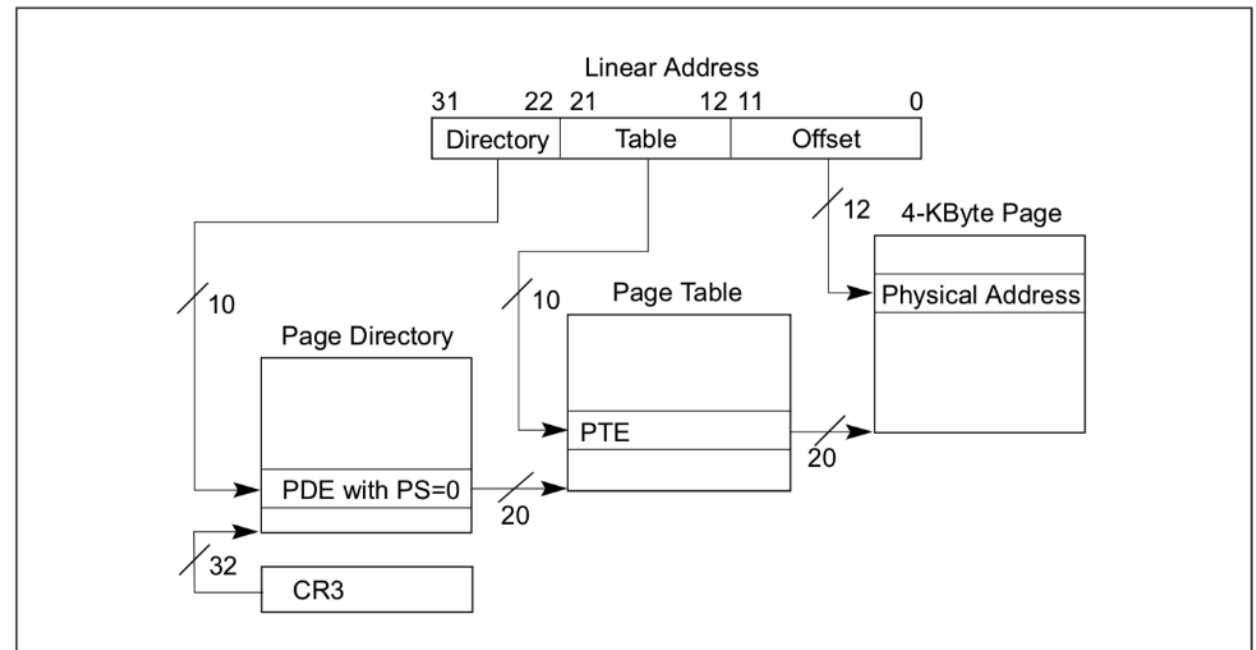 Linear Address
31 22 21 12 11 0
Directory Table Offset
12
4-KByte Page
Physical Address
10
10
Page Table
Page Directory
PTE
20
PDE with PS=0
20
32
CR3